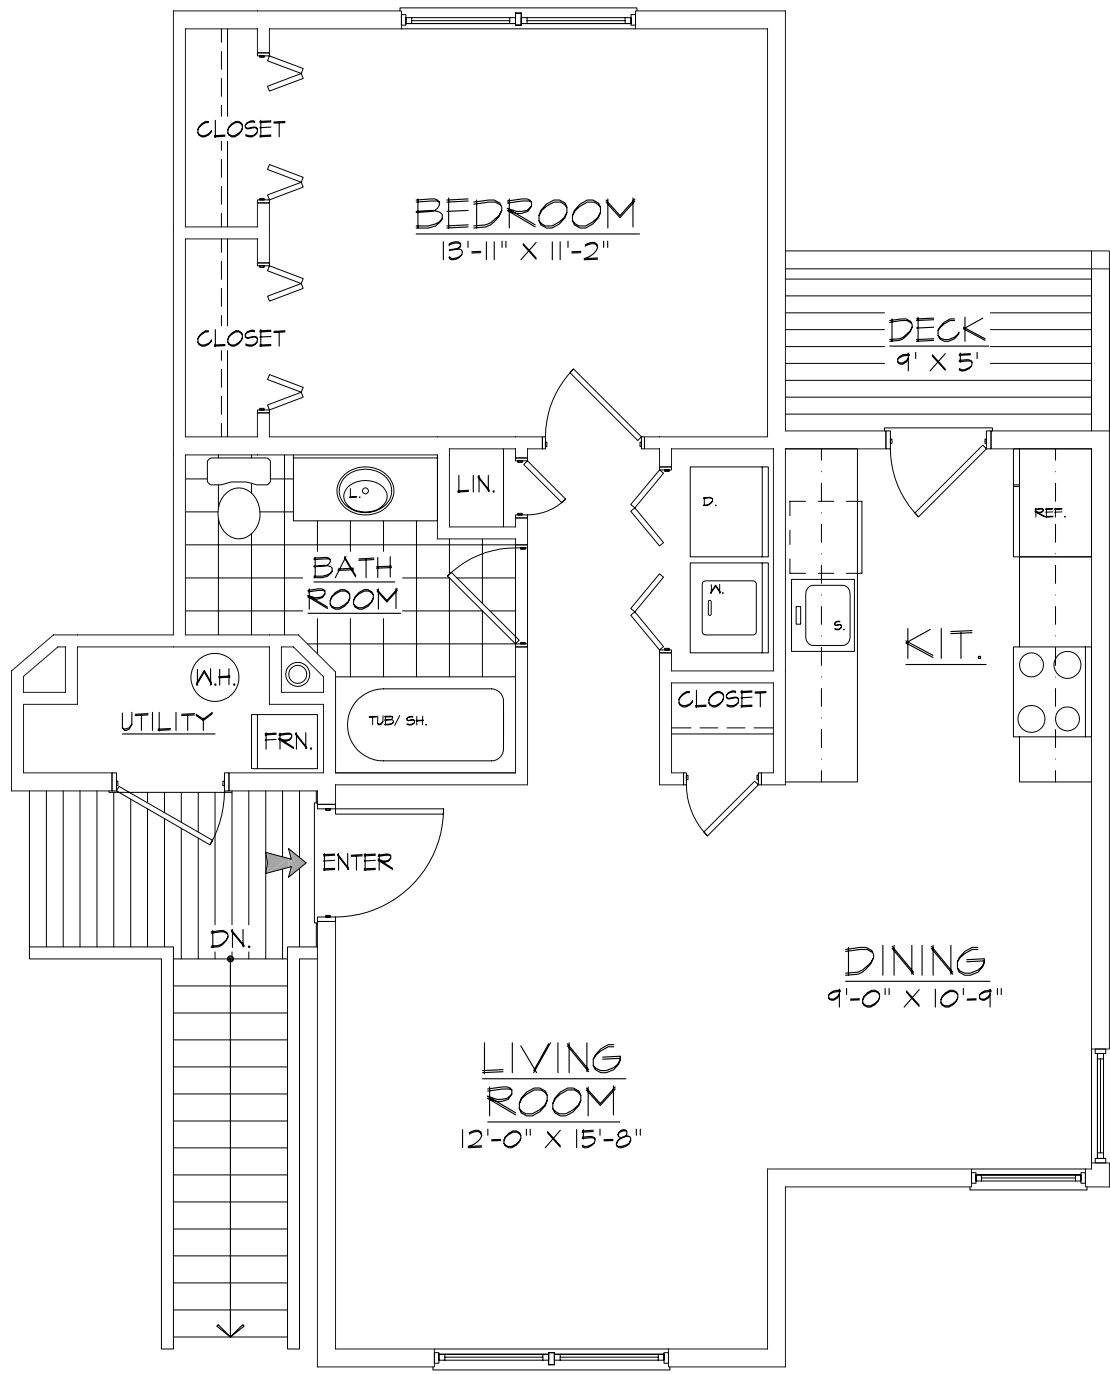 CLOSET
BEDROOM
13'-11" X 11'-2"
CLOSET
DECK
9' X 5'
LIN.
L.
D.
REF.
BATH
ROOM
W.
S.
KIT.
W.H.
UTILITY
FRN.
TUB/ SH.
CLOSET
ENTER
DN.
DINING
9'-0" X 10'-9"
LIVING
ROOM
12'-0" X 15'-8"